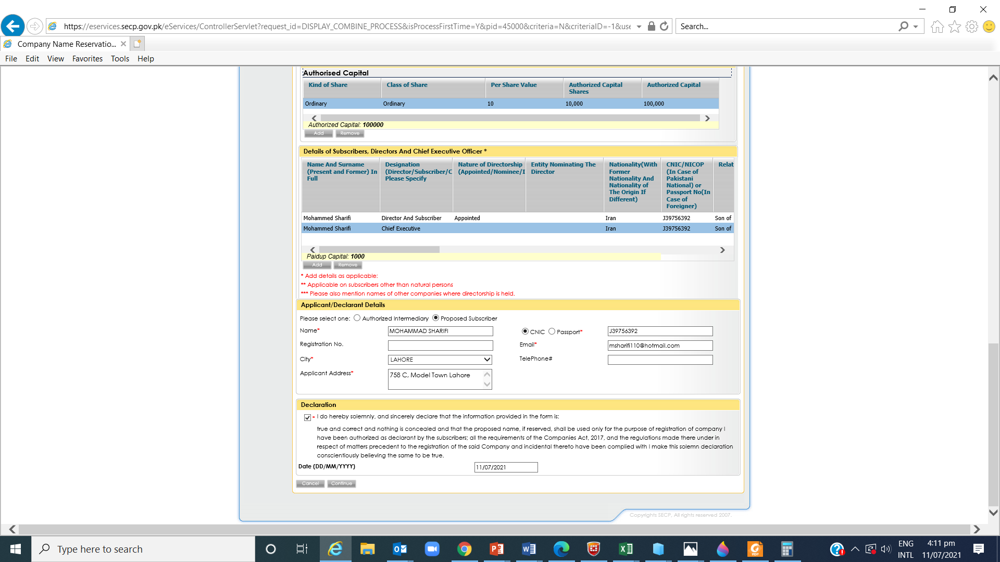 https://eservices.secp.gov.pk/eServices/ControllerServlet?request_id=DISPLAY_COMBINE_PROCESS&isProcessFirstTime=Y&pid=45000&criteria=N&criteriaID=-1&use
Search...
Company Name Reservatio...
File Edit View Favorites Tools Help
Authorised Capital
Kind of Share Class of Share Per Share Value Authorized Capital Shares Authorized Capital
Ordinary Ordinary 10 10,000 100,000
Authorized Capital: 100000
Add Remove
Details of Subscribers, Directors And Chief Executive Officer *
Name And Surname Designation Nature of Directorship Entity Nominating The Nationality(With CNIC/NICOP Relat
(Present and Former) In (Director/Subscriber/C (Appointed/Nominee/I Director Former (In Case of
Full Please Specify Nationality And Pakistani
Nationality of National) or
The Origin If Passport No(In
Different) Case of
Foreigner)
Mohammed Sharifi Director And Subscriber Appointed Iran J39756392 Son of
Mohammed Sharifi Chief Executive Iran J39756392 Son of
Paidup Capital: 1000
Add Remove
* Add details as applicable:
** Applicable on subscribers other than natural persons
*** Please also mention names of other companies where directorship is held.
Applicant/Declarant Details
Please select one: Authorized Intermediary Proposed Subscriber
Name* MOHAMMAD SHARIFI CNIC Passport* J39756392
Registration No. Email* msharifi110@hotmail.com
City* LAHORE TelePhone#
Applicant Address* 758 C, Model Town Lahore
Declaration
* I do hereby solemnly, and sincerely declare that the information provided in the form is:
true and correct and nothing is concealed and that the proposed name, if reserved, shall be used only for the purpose of registration of company I
have been authorized as declarant by the subscribers; all the requirements of the Companies Act, 2017, and the regulations made there under in
respect of matters precedent to the registration of the said Company and incidental thereto have been complied with I make this solemn declaration
conscientiously believing the same to be true.
Date (DD/MM/YYYY) 11/07/2021
Cancel Continue
Copyrights SECP, All rights reserved 2007.
Type here to search
ENG 4:11 pm
INTL 11/07/2021